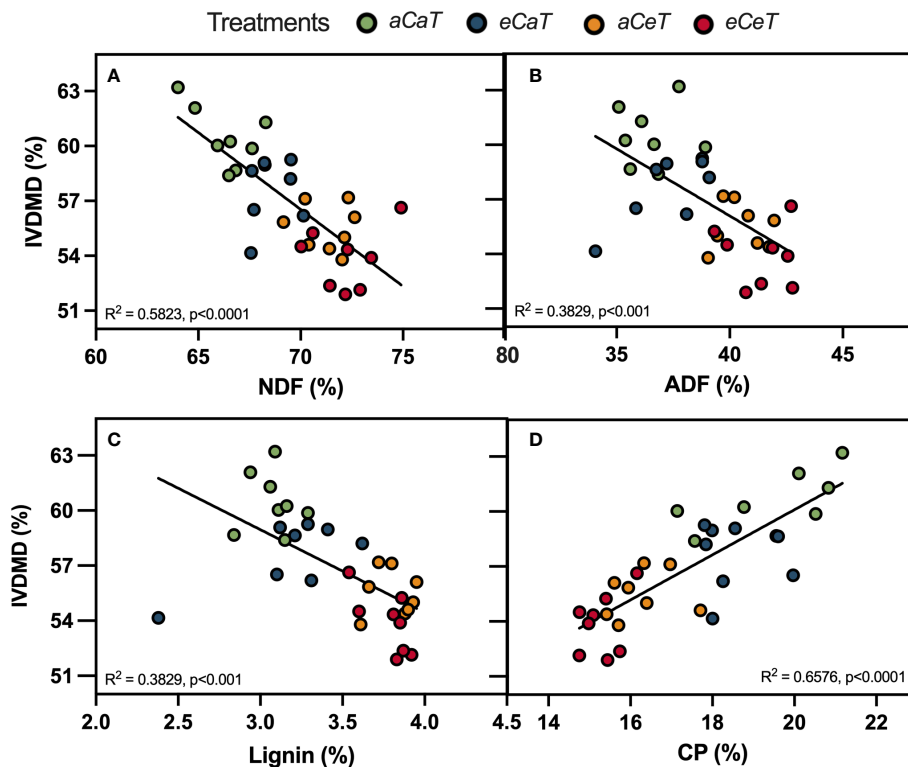 Treatments aCaT eCaT aCeT eCeT
A
IVDMD (%)
63
60
57
54
51
R² = 0.5823, p<0.0001
60 65 70 75 80
NDF (%)
B
R² = 0.3829, p<0.001
35 40 45
ADF (%)
C
IVDMD (%)
63
60
57
54
51
R² = 0.3829, p<0.001
2.0 2.5 3.0 3.5 4.0 4.5
Lignin (%)
D
R² = 0.6576, p<0.0001
14 16 18 20 22
CP (%)